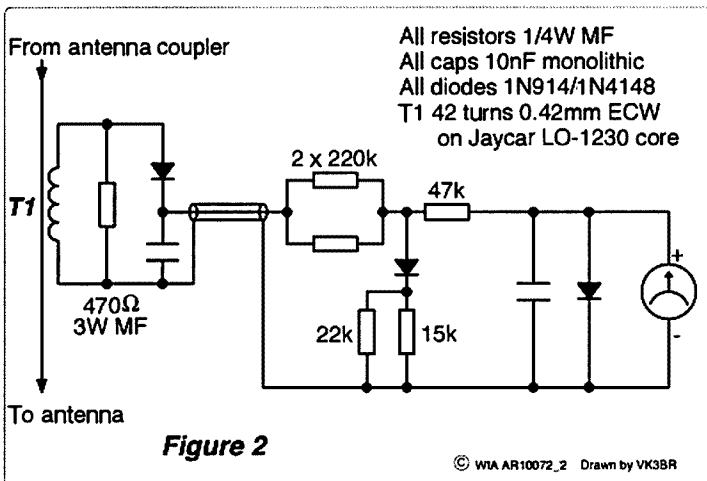 From antenna coupler
All resistors 1/4W MF
All caps 10nF monolithic
All diodes 1N914/1N4148
T1 42 turns 0.42mm ECW
on Jaycar LO-1230 core
2 x 220k
47k
T1
+
470Ω
3W MF
22k
15k
-
To antenna
Figure 2
© WIA AR10072_2 Drawn by VK3BR